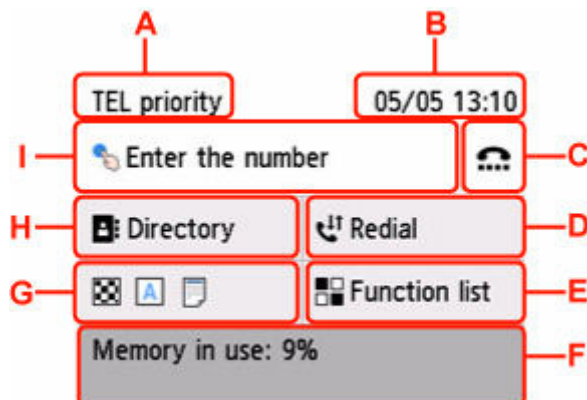 A B
TEL priority 05/05 13:10
I Enter the number C
H Directory Redial D
G A Function list E
Memory in use: 9% F